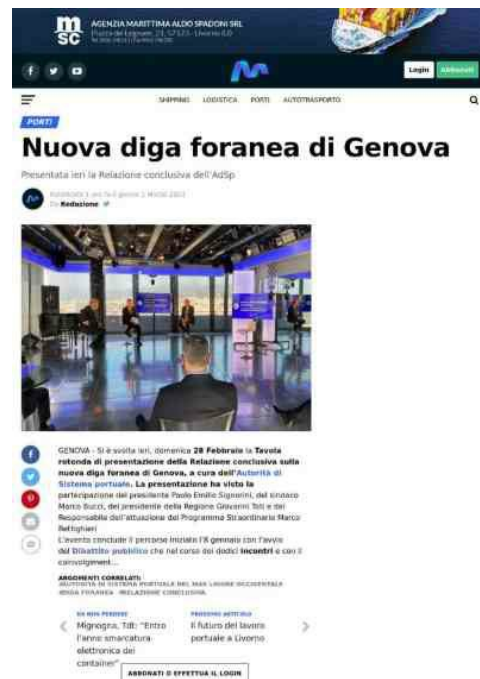 msc
AGENZIA MARITTIMA ALDO SPADONI SRL
Login
Abbonati
SHIPPING LOGISTICA PORTI AUTOTRASPORTO
PORTI
Nuova diga foranea di Genova
Presentata ieri la Relazione conclusiva dell'AdSp
Redazione
GENOVA - Si è svolta ieri, domenica 28 Febbraio la Tavola
rotonda di presentazione della Relazione conclusiva sulla
nuova diga foranea di Genova, a cura dell'Autorità di
Sistema portuale. La presentazione ha visto la
partecipazione del presidente Paolo Emilio Signorini, del sindaco
Marco Bucci, del presidente della Regione Giovanni Toti e del
Responsabile dell'attuazione del Programma Straordinario Marco
Rettighieri
L'evento conclude il percorso iniziato l'8 gennaio con l'avvio
del Dibattito pubblico che nel corso dei dodici incontri e con il
coinvolgiment...
ARGOMENTI CORRELATI:
AUTORITÀ DI SISTEMA PORTUALE DEL MAR LIGURE OCCIDENTALE
DIGA FORANEA RELAZIONE CONCLUSIVA
DA NON PERDERE
Mignogna, Tdt: "Entro
l'anno smarcatura
elettronica dei
container"
PROSSIMO ARTICOLO
Il futuro del lavoro
portuale a Livorno
ABBONATI O EFFETTUA IL LOGIN